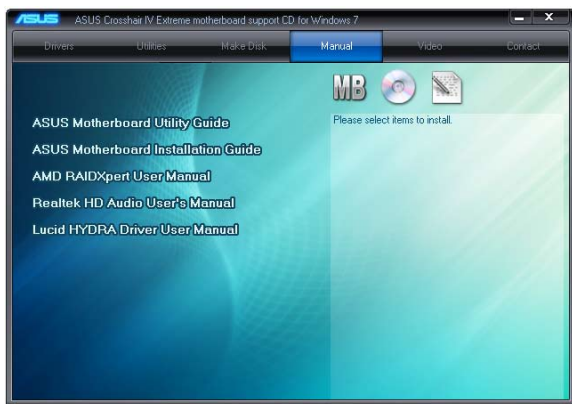 ASUS ASUS Crosshair IV Extreme motherboard support CD for Windows 7
Drivers Utilities Make Disk Manual Video Contact
MB
Please select items to install.
ASUS Motherboard Utility Guide
ASUS Motherboard Installation Guide
AMD RAIDXpert User Manual
Realtek HD Audio User's Manual
Lucid HYDRA Driver User Manual